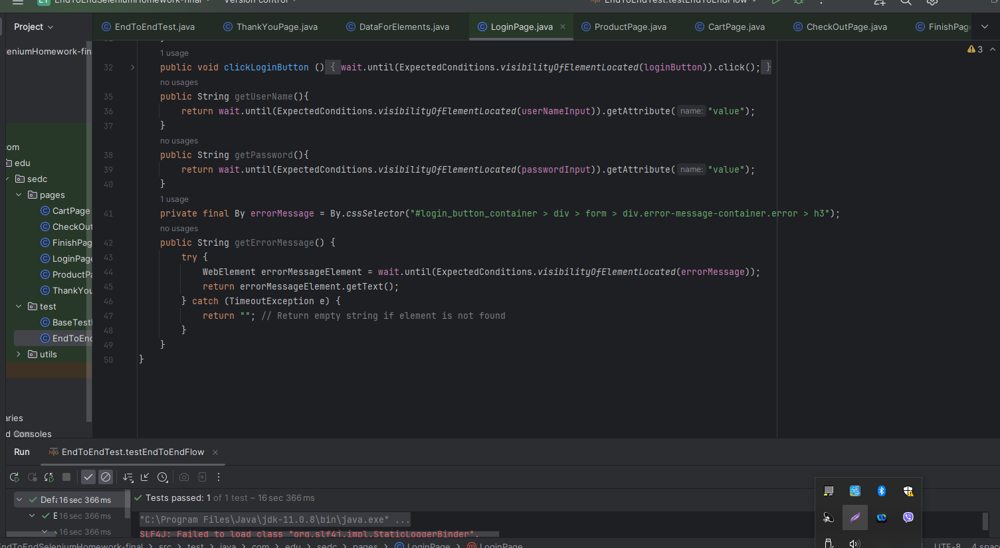 EndToEndSeleniumHomework-final
Version control
EndToEndTest.testEndToEndFlow
Project
EndToEndTest.java
ThankYouPage.java
DataForElements.java
LoginPage.java
ProductPage.java
CartPage.java
CheckOutPage.java
FinishPag
eleniumHomework-fin
om
edu
sedc
pages
CartPage
CheckOut
FinishPag
LoginPage
ProductPa
ThankYou
test
BaseTest
EndToEnd
utils
aries
d Consoles
3
1 usage
32 public void clickLoginButton () { wait.until(ExpectedConditions.visibilityOfElementLocated(loginButton)).click(); }
no usages
35 public String getUserName(){
36 return wait.until(ExpectedConditions.visibilityOfElementLocated(userNameInput)).getAttribute( name: "value");
37 }
no usages
38 public String getPassword(){
39 return wait.until(ExpectedConditions.visibilityOfElementLocated(passwordInput)).getAttribute( name: "value");
40 }
1 usage
41 private final By errorMessage = By.cssSelector("#login_button_container > div > form > div.error-message-container.error > h3");
no usages
42 public String getErrorMessage() {
43 try {
44 WebElement errorMessageElement = wait.until(ExpectedConditions.visibilityOfElementLocated(errorMessage));
45 return errorMessageElement.getText();
46 } catch (TimeoutException e) {
47 return ""; // Return empty string if element is not found
48 }
49 }
50 }
Run
EndToEndTest.testEndToEndFlow
Defa 16 sec 366 ms
E 16 sec 366 ms
16 sec 366 ms
Tests passed: 1 of 1 test – 16 sec 366 ms
"C:\Program Files\Java\jdk-11.0.8\bin\java.exe" ...
SLF4J: Failed to load class "org.slf4j.impl.StaticLoggerBinder".
EndToEndSeleniumHomework-final > src > test > java > com > edu > sedc > pages > LoginPage > LoginPage
UTF-8
4 spac